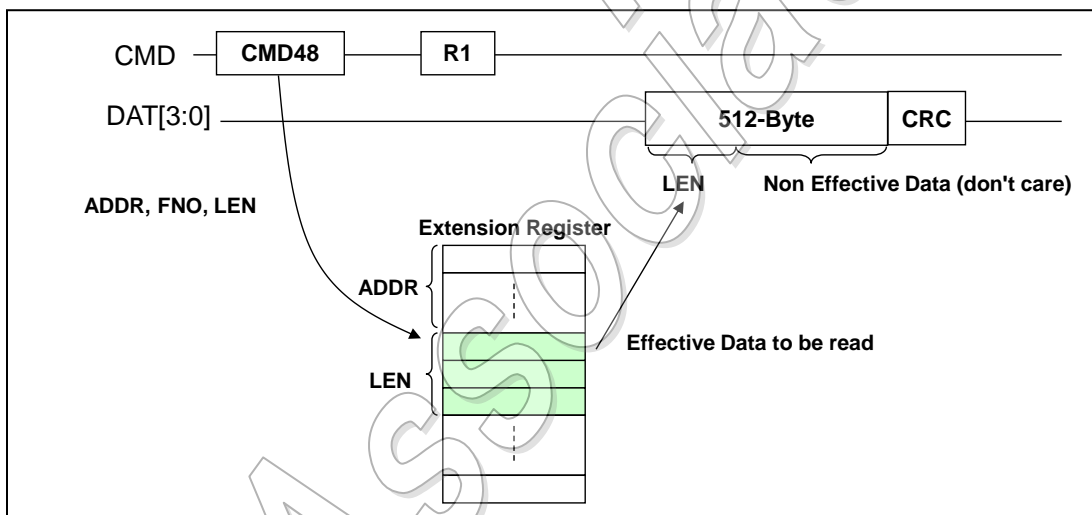 CMD
CMD48
R1
DAT[3:0]
512-Byte
CRC
LEN
Non Effective Data (don't care)
ADDR, FNO, LEN
Extension Register
ADDR
Effective Data to be read
LEN